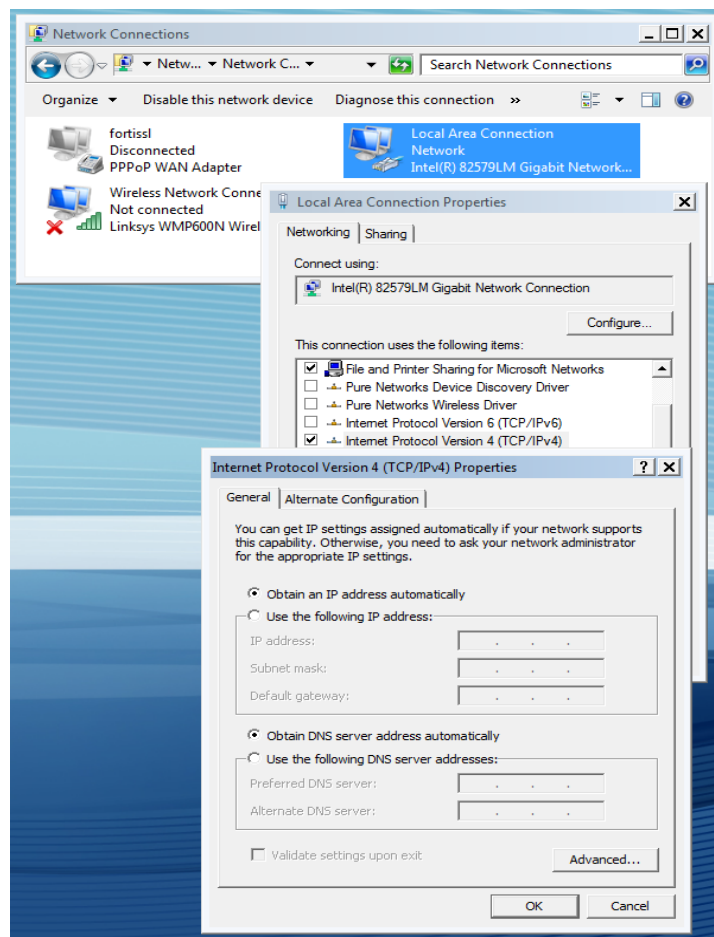 Network Connections
Netw... Network C...
Search Network Connections
Organize
Disable this network device
Diagnose this connection
»
fortissl
Disconnected
PPPoP WAN Adapter
Local Area Connection
Network
Intel(R) 82579LM Gigabit Network...
Wireless Network Conne
Not connected
Linksys WMP600N Wirel
Local Area Connection Properties
Networking
Sharing
Connect using:
Intel(R) 82579LM Gigabit Network Connection
Configure...
This connection uses the following items:
File and Printer Sharing for Microsoft Networks
Pure Networks Device Discovery Driver
Pure Networks Wireless Driver
Internet Protocol Version 6 (TCP/IPv6)
Internet Protocol Version 4 (TCP/IPv4)
Internet Protocol Version 4 (TCP/IPv4) Properties
General
Alternate Configuration
You can get IP settings assigned automatically if your network supports
this capability. Otherwise, you need to ask your network administrator
for the appropriate IP settings.
Obtain an IP address automatically
Use the following IP address:
IP address:
Subnet mask:
Default gateway:
Obtain DNS server address automatically
Use the following DNS server addresses:
Preferred DNS server:
Alternate DNS server:
Validate settings upon exit
Advanced...
OK
Cancel